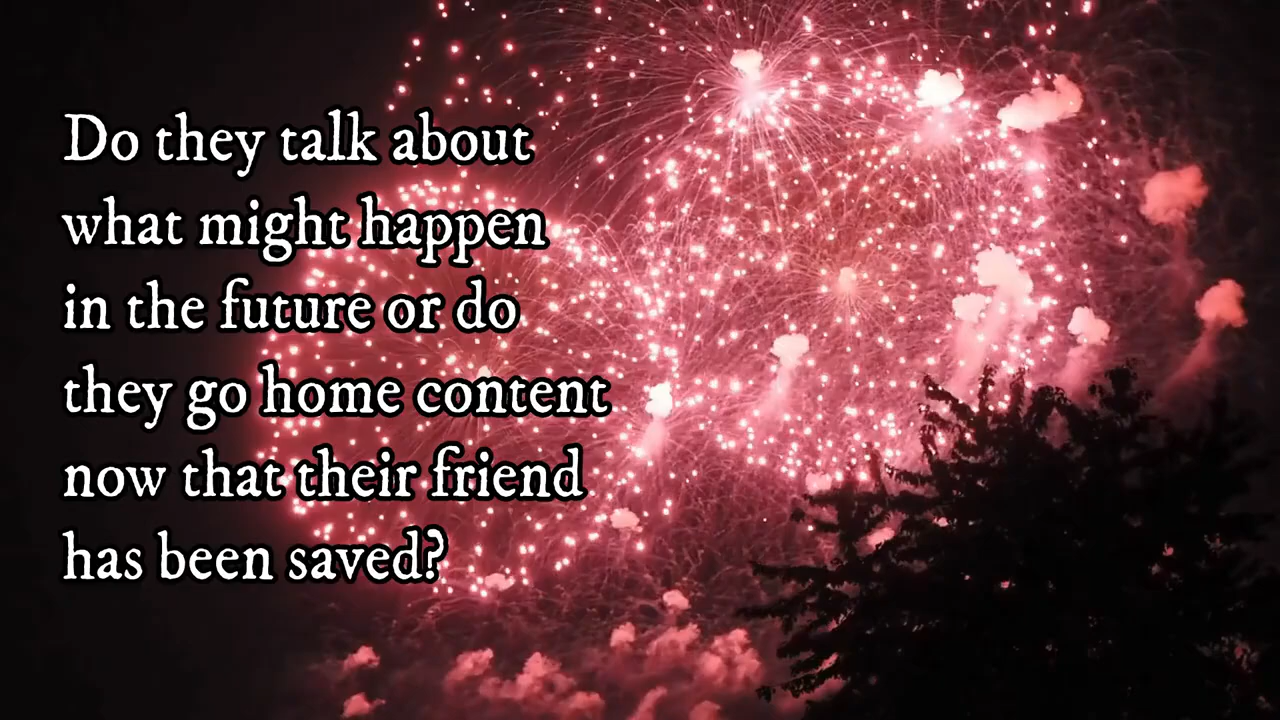 Do they talk about
what might happen
in the future or do
they go home content
now that their friend
has been saved?